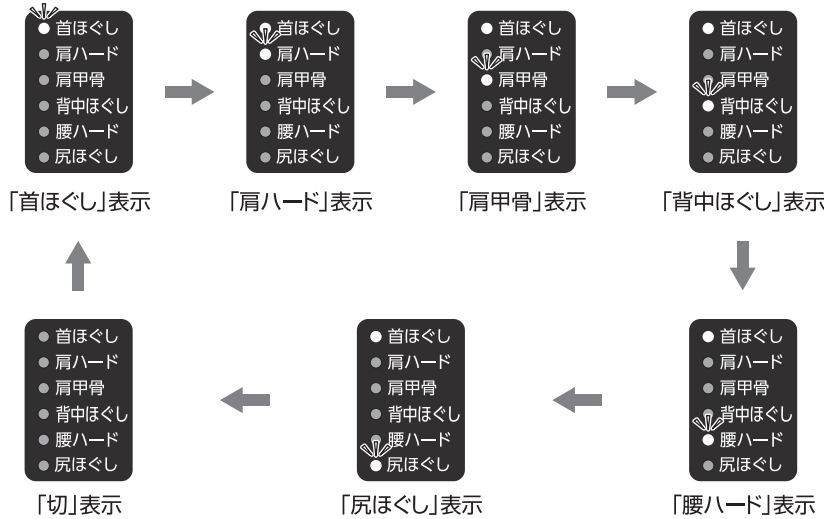 首ほぐし
肩ハード
肩甲骨
背中ほぐし
腰ハード
尻ほぐし
「首ほぐし」表示
首ほぐし
肩ハード
肩甲骨
背中ほぐし
腰ハード
尻ほぐし
「肩ハード」表示
首ほぐし
肩ハード
肩甲骨
背中ほぐし
腰ハード
尻ほぐし
「肩甲骨」表示
首ほぐし
肩ハード
肩甲骨
背中ほぐし
腰ハード
尻ほぐし
「背中ほぐし」表示
首ほぐし
肩ハード
肩甲骨
背中ほぐし
腰ハード
尻ほぐし
「腰ハード」表示
首ほぐし
肩ハード
肩甲骨
背中ほぐし
腰ハード
尻ほぐし
「尻ほぐし」表示
首ほぐし
肩ハード
肩甲骨
背中ほぐし
腰ハード
尻ほぐし
「切」表示